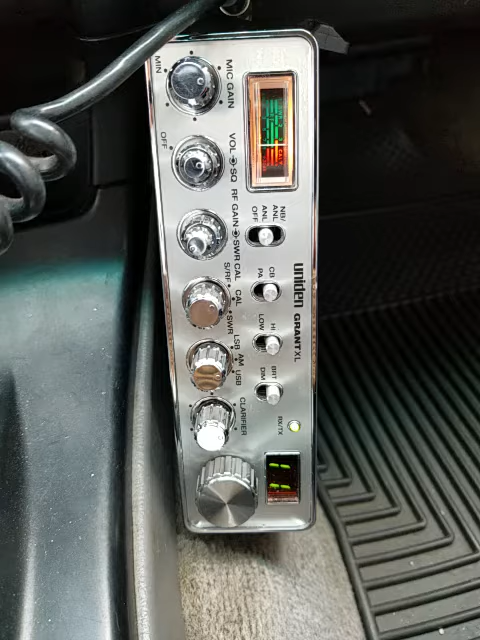 MIN
MIC GAIN
OFF
VOL
SQ
RF GAIN
SWR CAL
S/RF
CAL
SWR
LSB
AM
USB
CLARIFIER
NB/
ANL
ANL
OFF
CB
PA
HI
LOW
BRT
DIM
RX/TX
uniden
GRANT XL